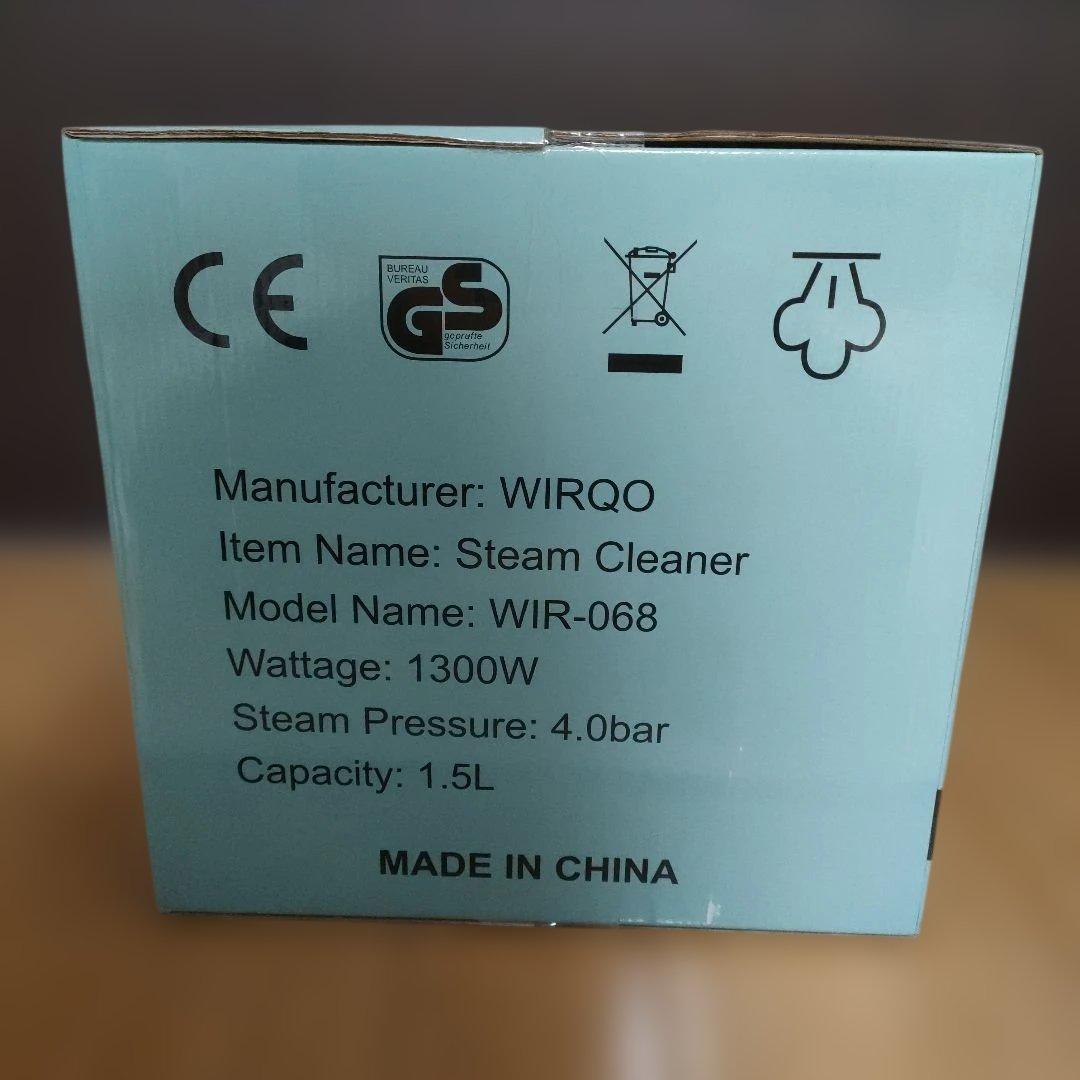 CE
BUREAU
VERITAS
GS
geprüfte
Sicherheit
Manufacturer: WIRQO
Item Name: Steam Cleaner
Model Name: WIR-068
Wattage: 1300W
Steam Pressure: 4.0bar
Capacity: 1.5L
MADE IN CHINA